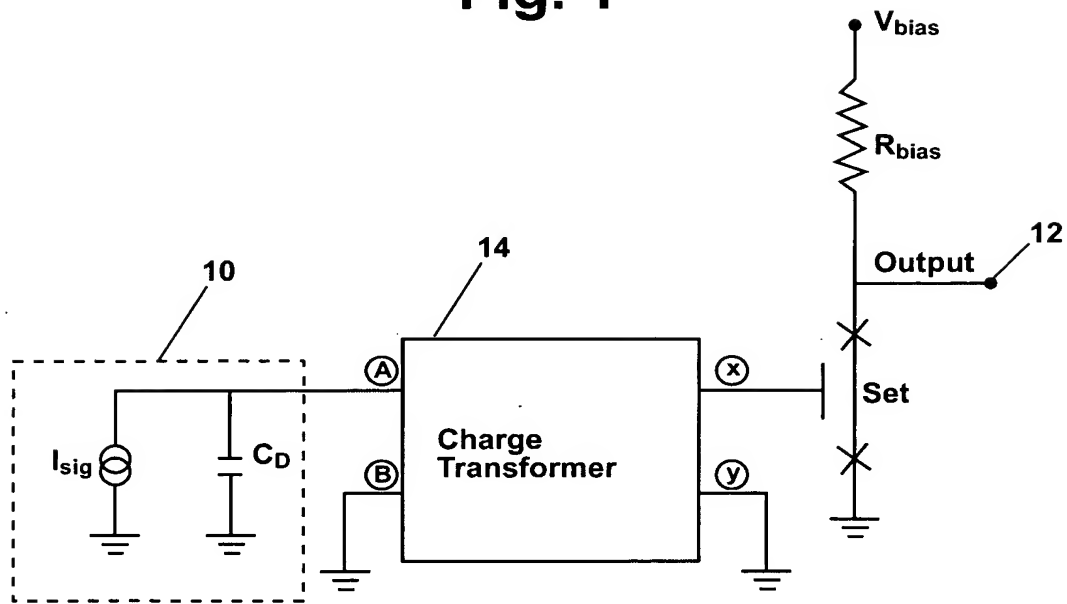 Fig. 1
Vbias
Rbias
12
Output
14
10
A
x
Set
Isig
CD
Charge
Transformer
B
y